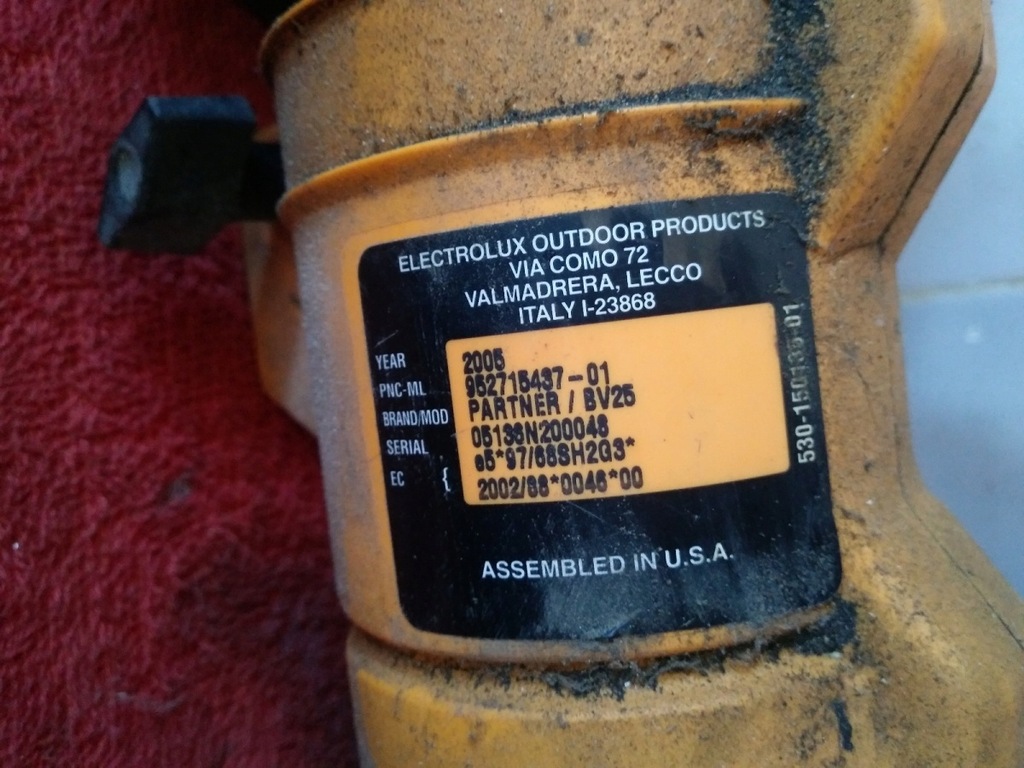 ELECTROLUX OUTDOOR PRODUCTS
VIA COMO 72
VALMADRERA, LECCO
ITALY I-23868
YEAR 2005
PNC-ML 952715437-01
BRAND/MOD PARTNER / BV25
SERIAL 05138N200048
EC { e5*97/68SH2G3*
2002/88*0046*00
ASSEMBLED IN U.S.A.